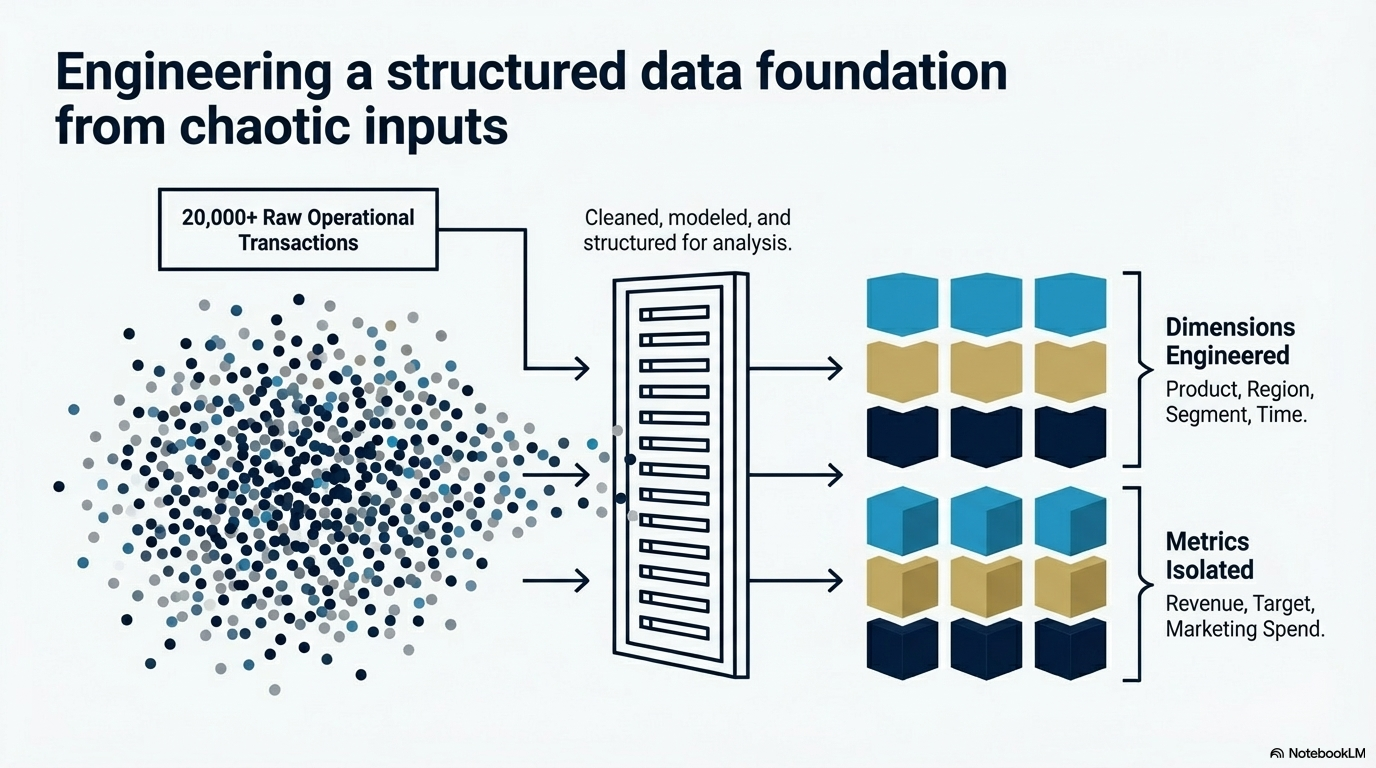 Engineering a structured data foundation
from chaotic inputs
20,000+ Raw Operational
Transactions
Cleaned, modeled, and
structured for analysis.
Dimensions
Engineered
Product, Region,
Segment, Time.
Metrics
Isolated
Revenue, Target,
Marketing Spend.
NotebookLM